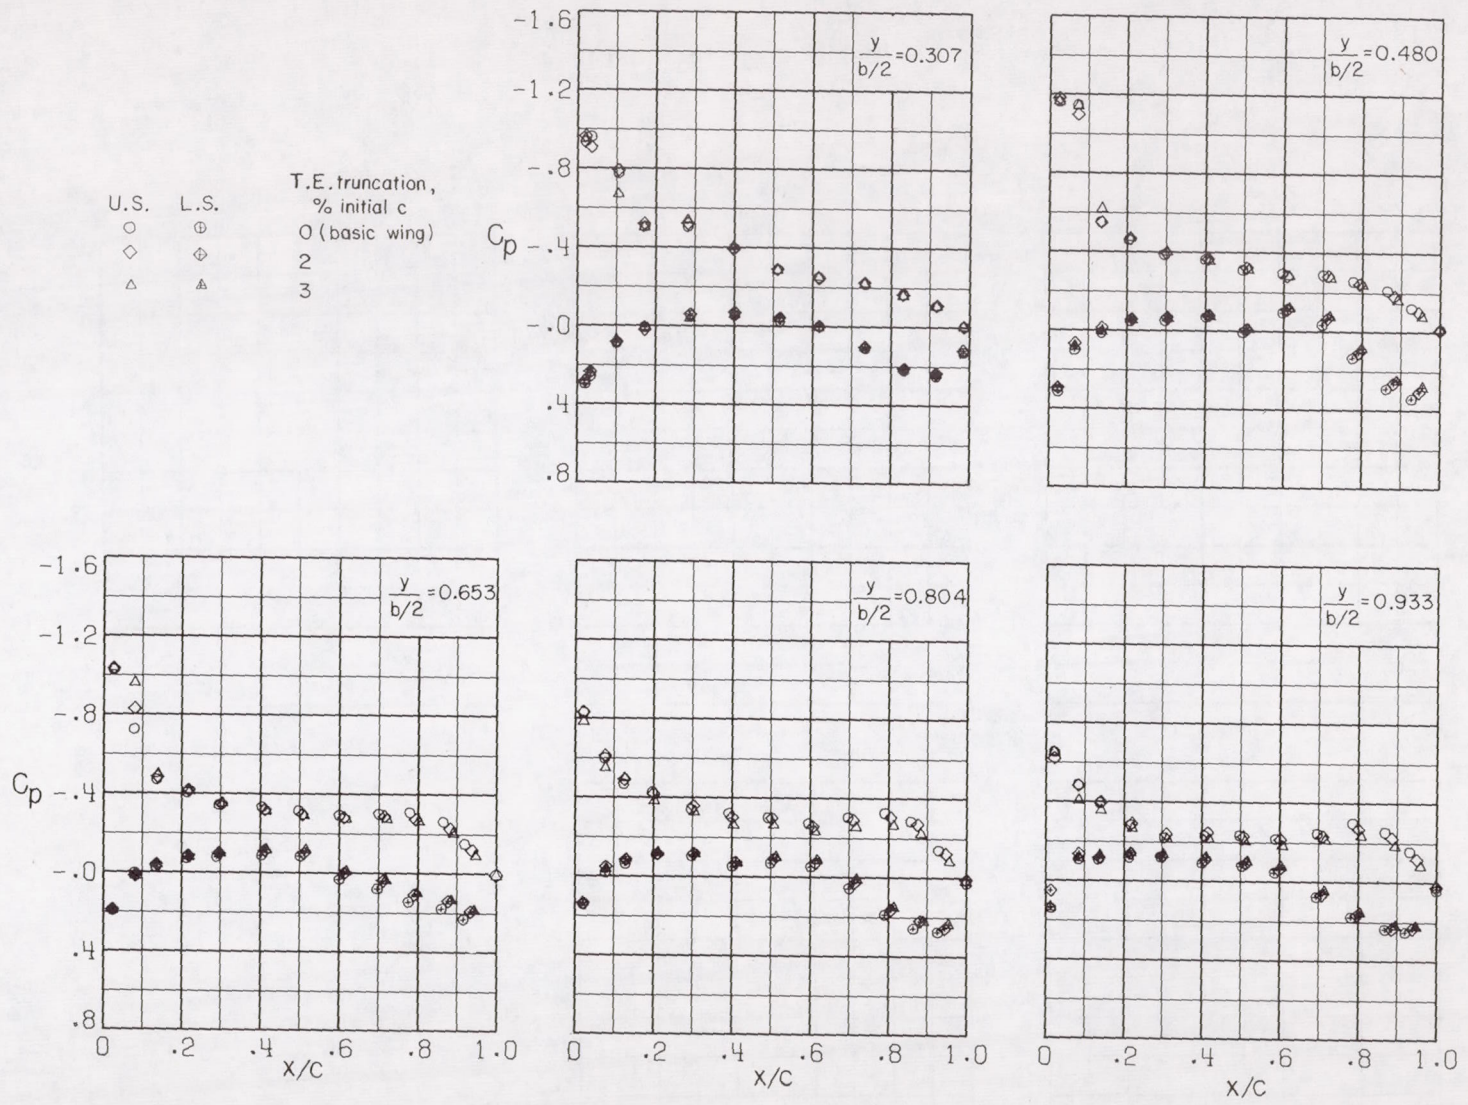 U.S. L.S. T.E. truncation,
% initial c
0 (basic wing)
2
3
-1.6
-1.2
-.8
Cp -.4
-.0
.4
.8
y
b/2 =0.307
y
b/2 =0.480
-1.6
-1.2
-.8
Cp -.4
-.0
.4
.8
y
b/2 =0.653
0 .2 .4 .6 .8 1.0
X/C
y
b/2 =0.804
0 .2 .4 .6 .8 1.0
X/C
y
b/2 =0.933
0 .2 .4 .6 .8 1.0
X/C